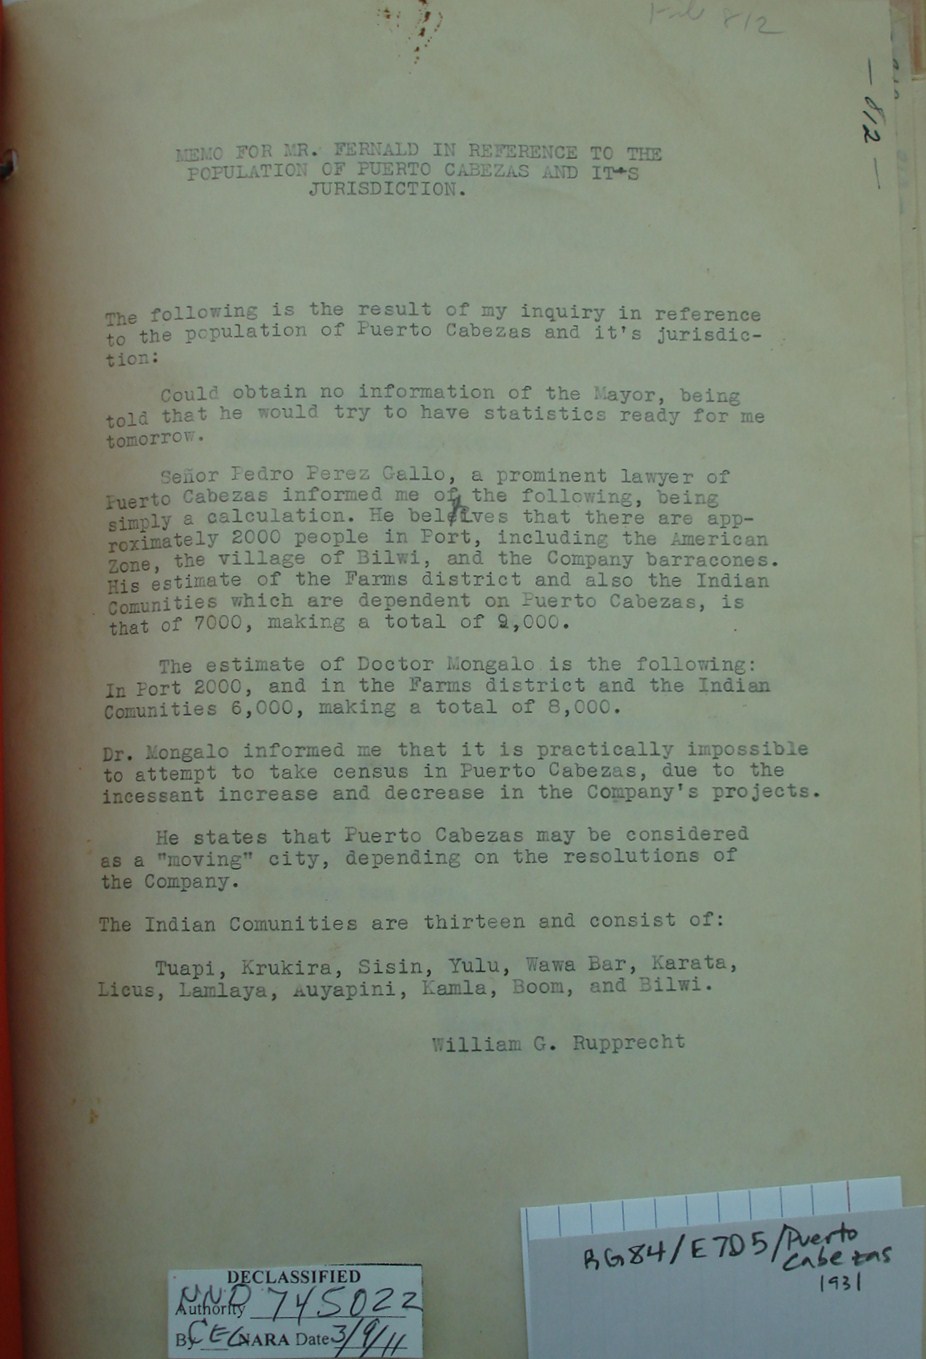 Feb 812
— 812 —
MEMO FOR MR. FERNALD IN REFERENCE TO THE
POPULATION OF PUERTO CABEZAS AND IT'S
JURISDICTION.
The following is the result of my inquiry in reference
to the population of Puerto Cabezas and it's jurisdic-
tion:
Could obtain no information of the Mayor, being
told that he would try to have statistics ready for me
tomorrow.
Señor Pedro Perez Gallo, a prominent lawyer of
Puerto Cabezas informed me of the following, being
simply a calculation. He beleives that there are app-
roximately 2000 people in Port, including the American
Zone, the village of Bilwi, and the Company barracones.
His estimate of the Farms district and also the Indian
Comunities which are dependent on Puerto Cabezas, is
that of 7000, making a total of 9,000.
The estimate of Doctor Mongalo is the following:
In Port 2000, and in the Farms district and the Indian
Comunities 6,000, making a total of 8,000.
Dr. Mongalo informed me that it is practically impossible
to attempt to take census in Puerto Cabezas, due to the
incessant increase and decrease in the Company's projects.
He states that Puerto Cabezas may be considered
as a "moving" city, depending on the resolutions of
the Company.
The Indian Comunities are thirteen and consist of:
Tuapi, Krukira, Sisin, Yulu, Wawa Bar, Karata,
Licus, Lamlaya, Auyapini, Kamla, Boom, and Bilwi.
William G. Rupprecht
RG84/E7D5/Puerto
Cabezas
1931
DECLASSIFIED
Authority NND 745022
By CEG NARA Date 3/9/11